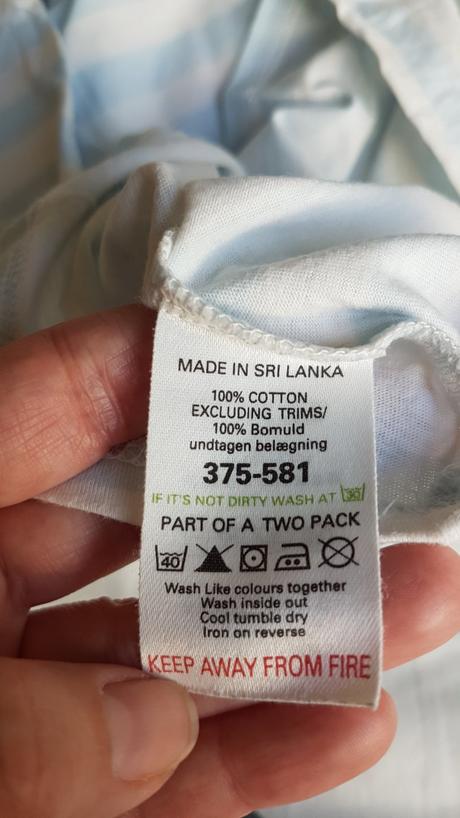 MADE IN SRI LANKA
100% COTTON
EXCLUDING TRIMS/
100% Bomuld
undtagen belægning
375-581
IF IT'S NOT DIRTY WASH AT 30
PART OF A TWO PACK
40
Wash Like colours together
Wash inside out
Cool tumble dry
Iron on reverse
KEEP AWAY FROM FIRE